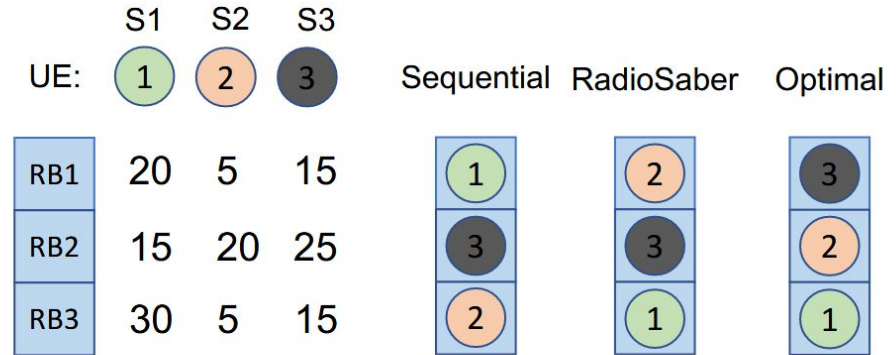 S1 S2 S3
UE: 1 2 3 Sequential RadioSaber Optimal
RB1 20 5 15 1 2 3
RB2 15 20 25 3 3 2
RB3 30 5 15 2 1 1